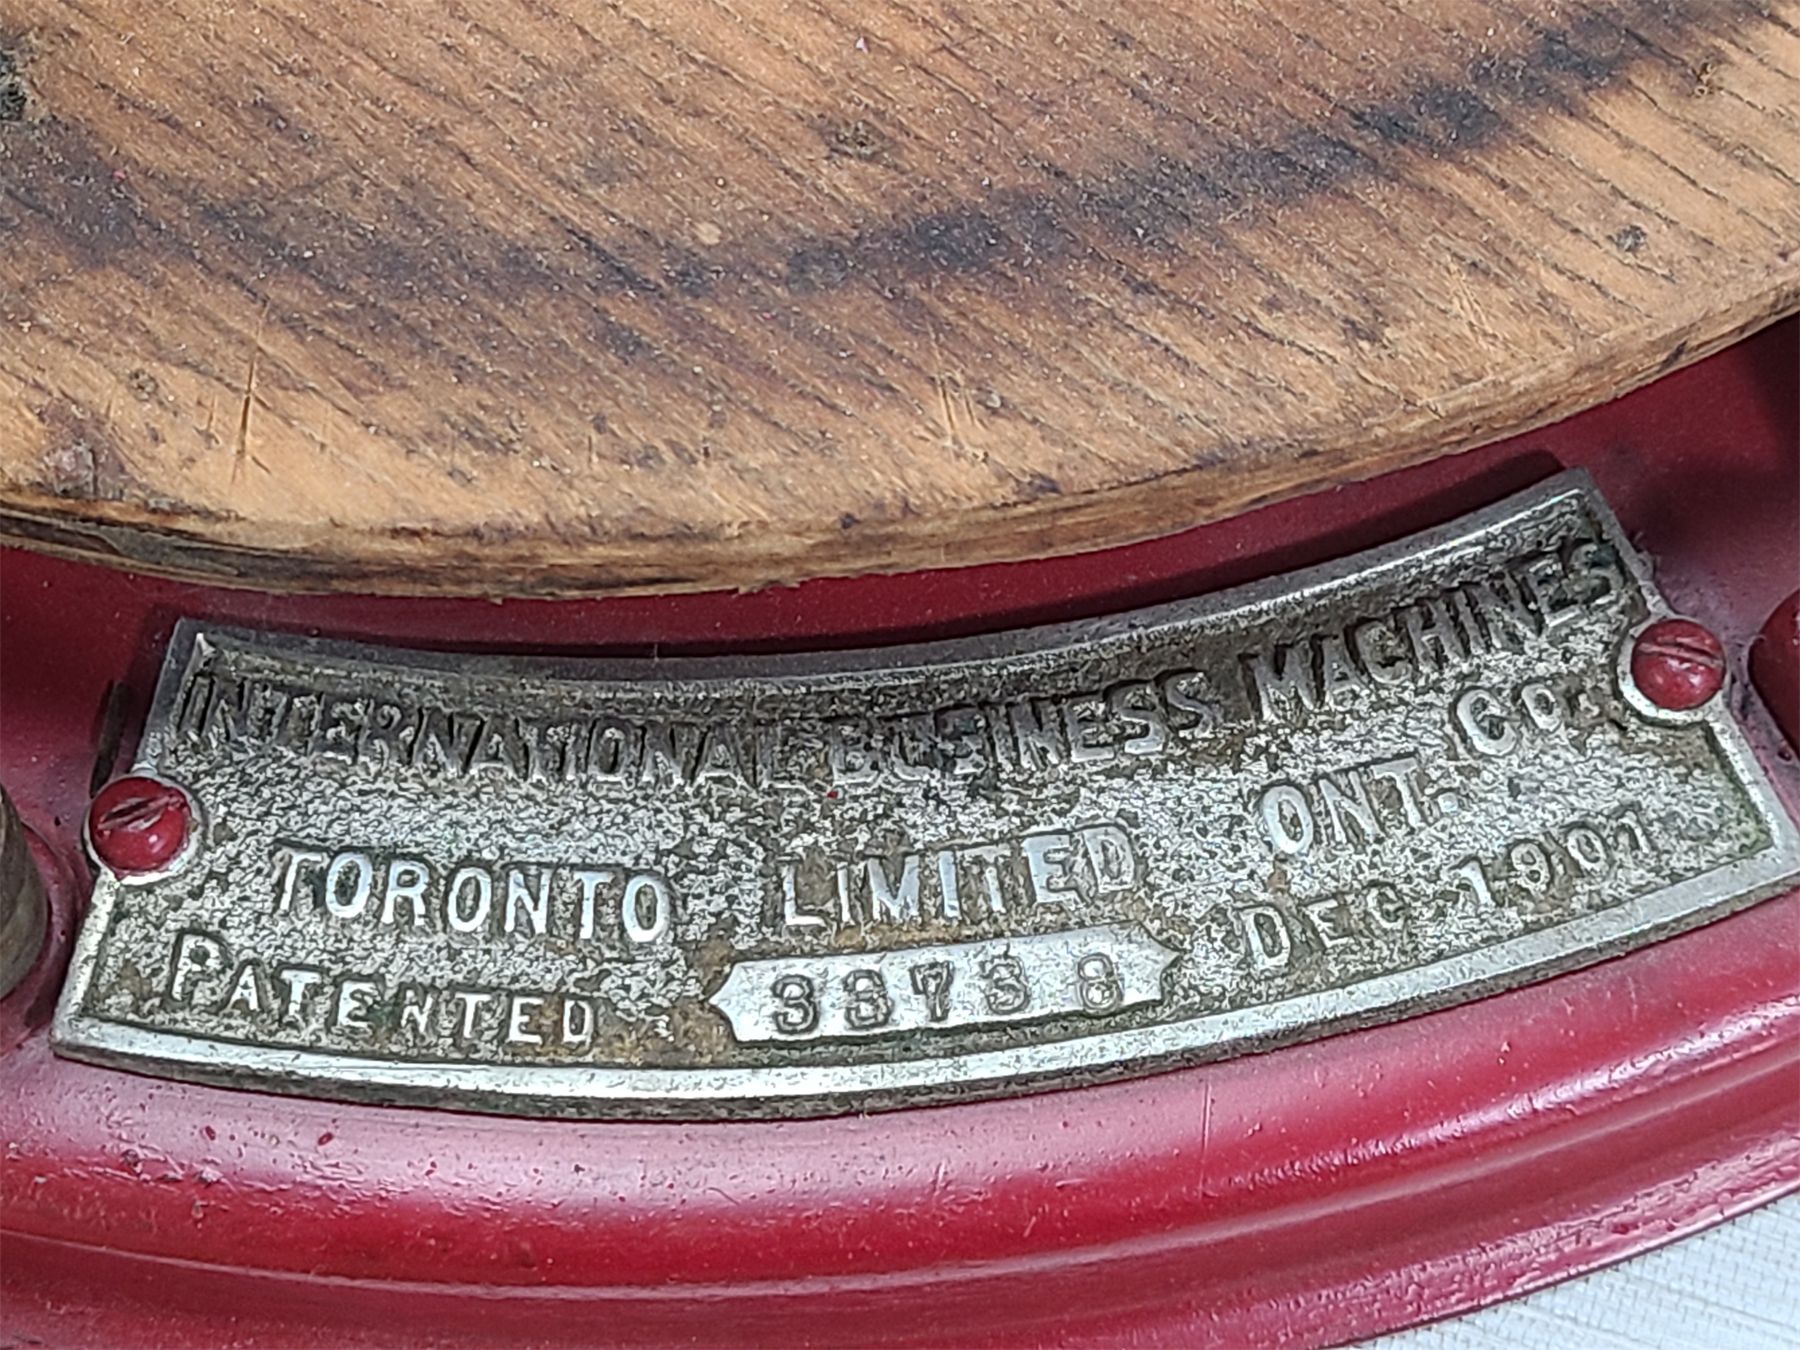 INTERNATIONAL BUSINESS MACHINES
TORONTO LIMITED ONT. CO.
PATENTED 33738 DEC 1901